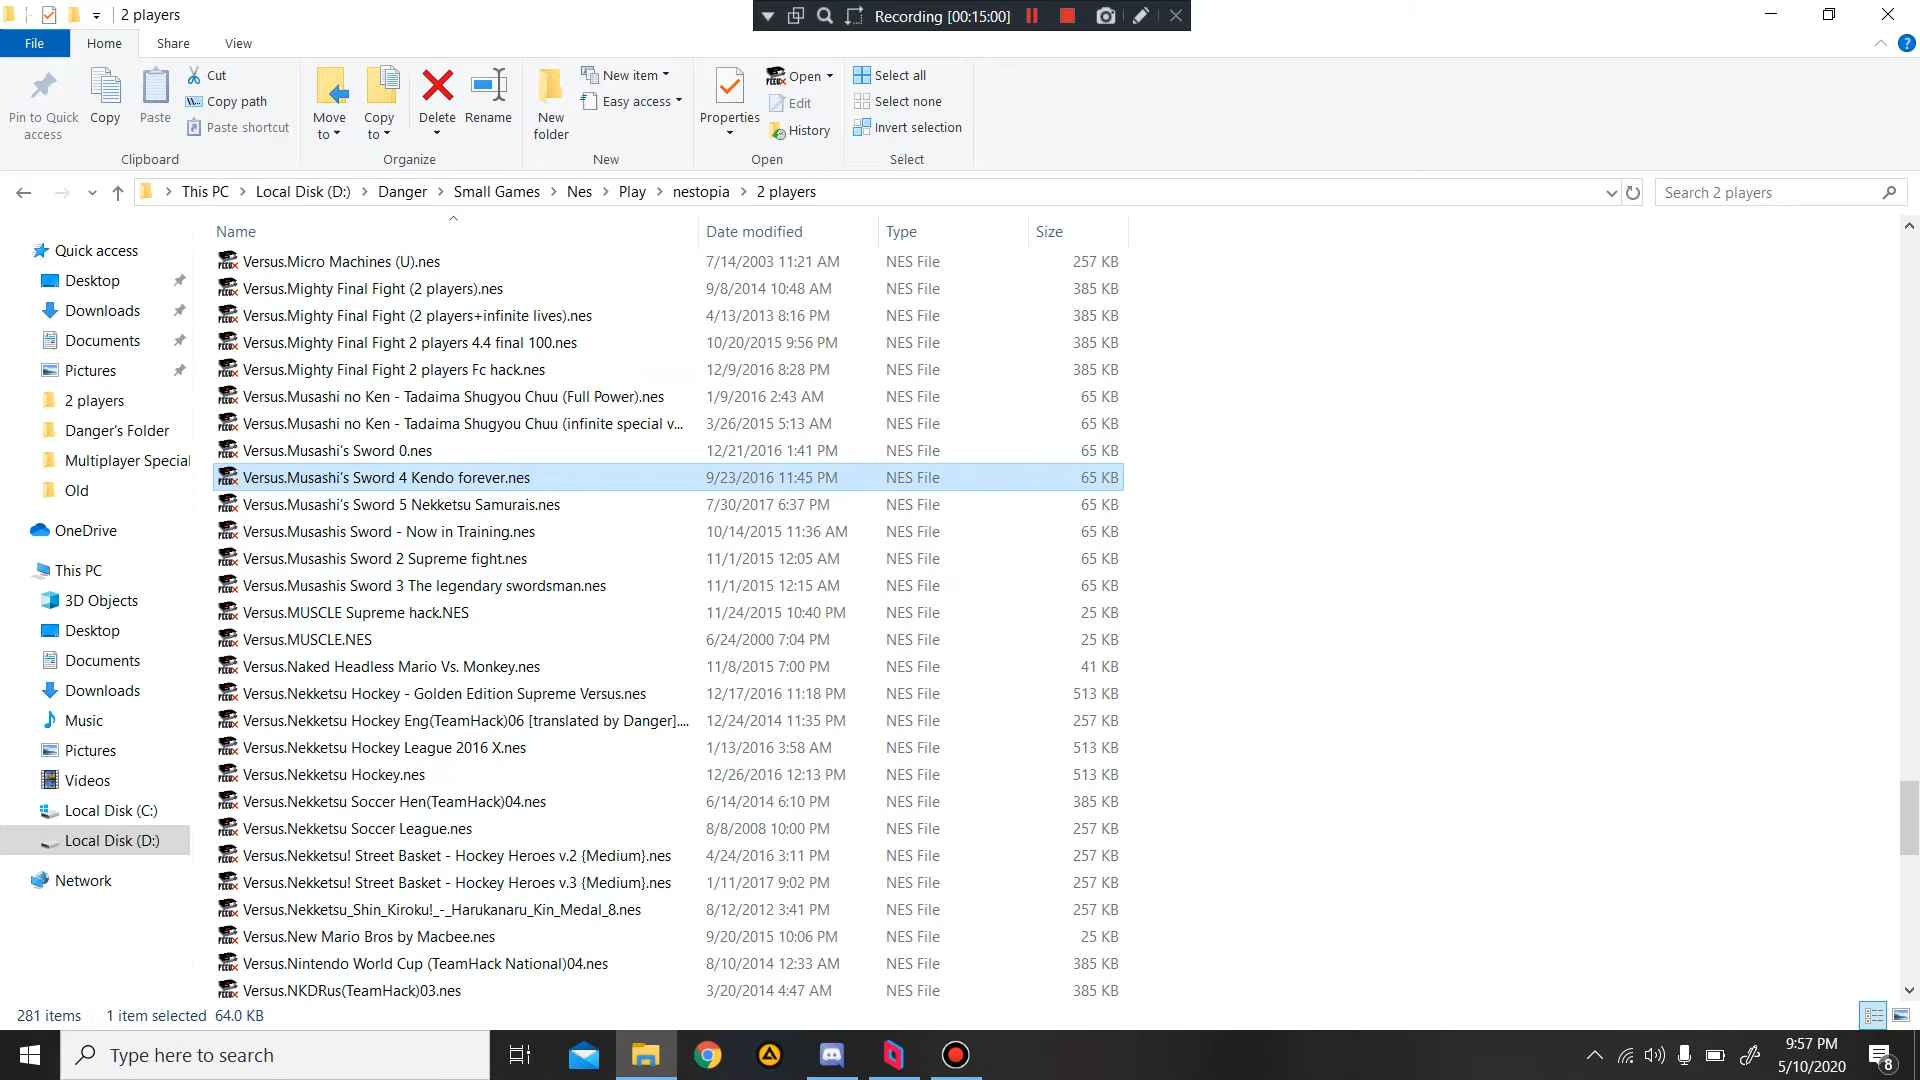 2 players
Recording [00:15:00]
File Home Share View
Pin to Quick access
Copy
Paste
Cut
Copy path
Paste shortcut
Clipboard
Move to
Copy to
Delete
Rename
Organize
New folder
New item
Easy access
New
Properties
Open
Edit
History
Open
Select all
Select none
Invert selection
Select
This PC > Local Disk (D:) > Danger > Small Games > Nes > Play > nestopia > 2 players
Search 2 players
Quick access
Desktop
Downloads
Documents
Pictures
2 players
Danger's Folder
Multiplayer Special
Old
OneDrive
This PC
3D Objects
Desktop
Documents
Downloads
Music
Pictures
Videos
Local Disk (C:)
Local Disk (D:)
Network
Name Date modified Type Size
Versus.Micro Machines (U).nes 7/14/2003 11:21 AM NES File 257 KB
Versus.Mighty Final Fight (2 players).nes 9/8/2014 10:48 AM NES File 385 KB
Versus.Mighty Final Fight (2 players+infinite lives).nes 4/13/2013 8:16 PM NES File 385 KB
Versus.Mighty Final Fight 2 players 4.4 final 100.nes 10/20/2015 9:56 PM NES File 385 KB
Versus.Mighty Final Fight 2 players Fc hack.nes 12/9/2016 8:28 PM NES File 385 KB
Versus.Musashi no Ken - Tadaima Shugyou Chuu (Full Power).nes 1/9/2016 2:43 AM NES File 65 KB
Versus.Musashi no Ken - Tadaima Shugyou Chuu (infinite special v... 3/26/2015 5:13 AM NES File 65 KB
Versus.Musashi's Sword 0.nes 12/21/2016 1:41 PM NES File 65 KB
Versus.Musashi's Sword 4 Kendo forever.nes 9/23/2016 11:45 PM NES File 65 KB
Versus.Musashi's Sword 5 Nekketsu Samurais.nes 7/30/2017 6:37 PM NES File 65 KB
Versus.Musashis Sword - Now in Training.nes 10/14/2015 11:36 AM NES File 65 KB
Versus.Musashis Sword 2 Supreme fight.nes 11/1/2015 12:05 AM NES File 65 KB
Versus.Musashis Sword 3 The legendary swordsman.nes 11/1/2015 12:15 AM NES File 65 KB
Versus.MUSCLE Supreme hack.NES 11/24/2015 10:40 PM NES File 25 KB
Versus.MUSCLE.NES 6/24/2000 7:04 PM NES File 25 KB
Versus.Naked Headless Mario Vs. Monkey.nes 11/8/2015 7:00 PM NES File 41 KB
Versus.Nekketsu Hockey - Golden Edition Supreme Versus.nes 12/17/2016 11:18 PM NES File 513 KB
Versus.Nekketsu Hockey Eng(TeamHack)06 [translated by Danger].... 12/24/2014 11:35 PM NES File 257 KB
Versus.Nekketsu Hockey League 2016 X.nes 1/13/2016 3:58 AM NES File 513 KB
Versus.Nekketsu Hockey.nes 12/26/2016 12:13 PM NES File 513 KB
Versus.Nekketsu Soccer Hen(TeamHack)04.nes 6/14/2014 6:10 PM NES File 385 KB
Versus.Nekketsu Soccer League.nes 8/8/2008 10:00 PM NES File 257 KB
Versus.Nekketsu! Street Basket - Hockey Heroes v.2 {Medium}.nes 4/24/2016 3:11 PM NES File 257 KB
Versus.Nekketsu! Street Basket - Hockey Heroes v.3 {Medium}.nes 1/11/2017 9:02 PM NES File 257 KB
Versus.Nekketsu_Shin_Kiroku!_-_Harukanaru_Kin_Medal_8.nes 8/12/2012 3:41 PM NES File 257 KB
Versus.New Mario Bros by Macbee.nes 9/20/2015 10:06 PM NES File 25 KB
Versus.Nintendo World Cup (TeamHack National)04.nes 8/10/2014 12:33 AM NES File 385 KB
Versus.NKDRus(TeamHack)03.nes 3/20/2014 4:47 AM NES File 385 KB
281 items 1 item selected 64.0 KB
Type here to search
9:57 PM
5/10/2020
8